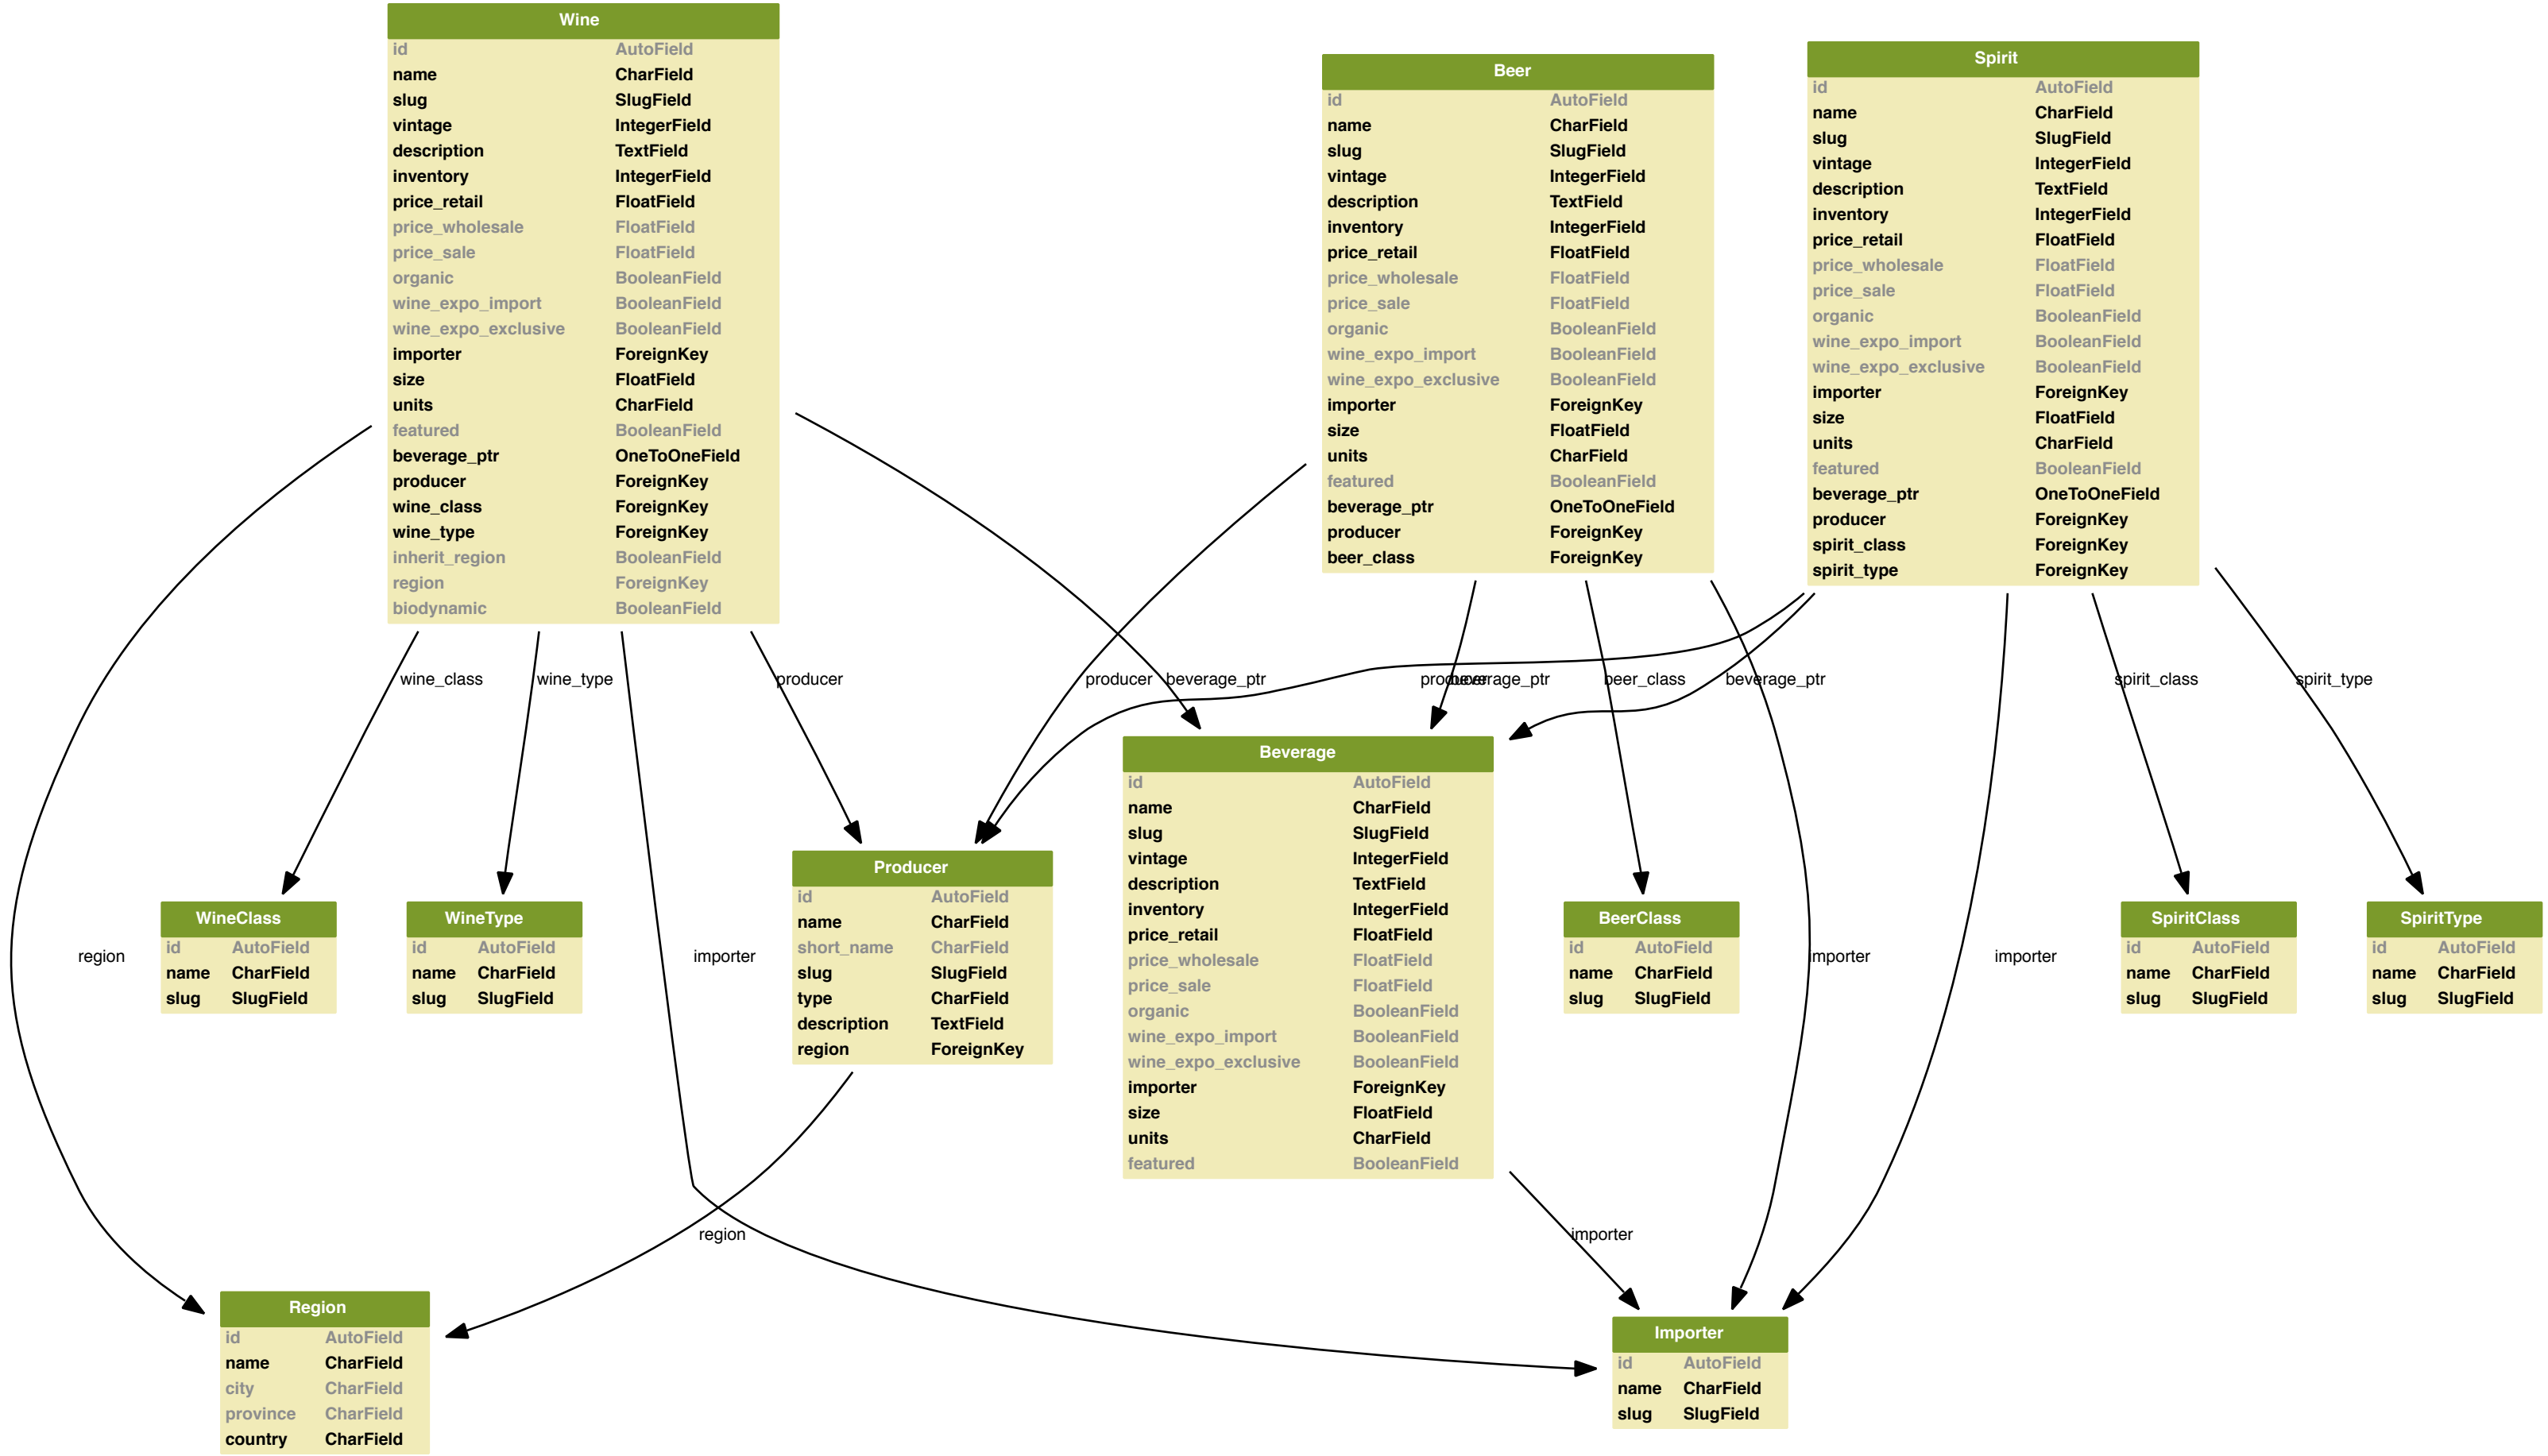 Wine
id AutoField
name CharField
slug SlugField
vintage IntegerField
description TextField
inventory IntegerField
price_retail FloatField
price_wholesale FloatField
price_sale FloatField
organic BooleanField
wine_expo_import BooleanField
wine_expo_exclusive BooleanField
importer ForeignKey
size FloatField
units CharField
featured BooleanField
beverage_ptr OneToOneField
producer ForeignKey
wine_class ForeignKey
wine_type ForeignKey
inherit_region BooleanField
region ForeignKey
biodynamic BooleanField
Beer
id AutoField
name CharField
slug SlugField
vintage IntegerField
description TextField
inventory IntegerField
price_retail FloatField
price_wholesale FloatField
price_sale FloatField
organic BooleanField
wine_expo_import BooleanField
wine_expo_exclusive BooleanField
importer ForeignKey
size FloatField
units CharField
featured BooleanField
beverage_ptr OneToOneField
producer ForeignKey
beer_class ForeignKey
Spirit
id AutoField
name CharField
slug SlugField
vintage IntegerField
description TextField
inventory IntegerField
price_retail FloatField
price_wholesale FloatField
price_sale FloatField
organic BooleanField
wine_expo_import BooleanField
wine_expo_exclusive BooleanField
importer ForeignKey
size FloatField
units CharField
featured BooleanField
beverage_ptr OneToOneField
producer ForeignKey
spirit_class ForeignKey
spirit_type ForeignKey
wine_class
wine_type
producer
producer
beverage_ptr
producer
beverage_ptr
beer_class
beverage_ptr
spirit_class
spirit_type
region
WineClass
id AutoField
name CharField
slug SlugField
WineType
id AutoField
name CharField
slug SlugField
importer
Producer
id AutoField
name CharField
short_name CharField
slug SlugField
type CharField
description TextField
region ForeignKey
Beverage
id AutoField
name CharField
slug SlugField
vintage IntegerField
description TextField
inventory IntegerField
price_retail FloatField
price_wholesale FloatField
price_sale FloatField
organic BooleanField
wine_expo_import BooleanField
wine_expo_exclusive BooleanField
importer ForeignKey
size FloatField
units CharField
featured BooleanField
BeerClass
id AutoField
name CharField
slug SlugField
importer
importer
SpiritClass
id AutoField
name CharField
slug SlugField
SpiritType
id AutoField
name CharField
slug SlugField
region
importer
Region
id AutoField
name CharField
city CharField
province CharField
country CharField
Importer
id AutoField
name CharField
slug SlugField